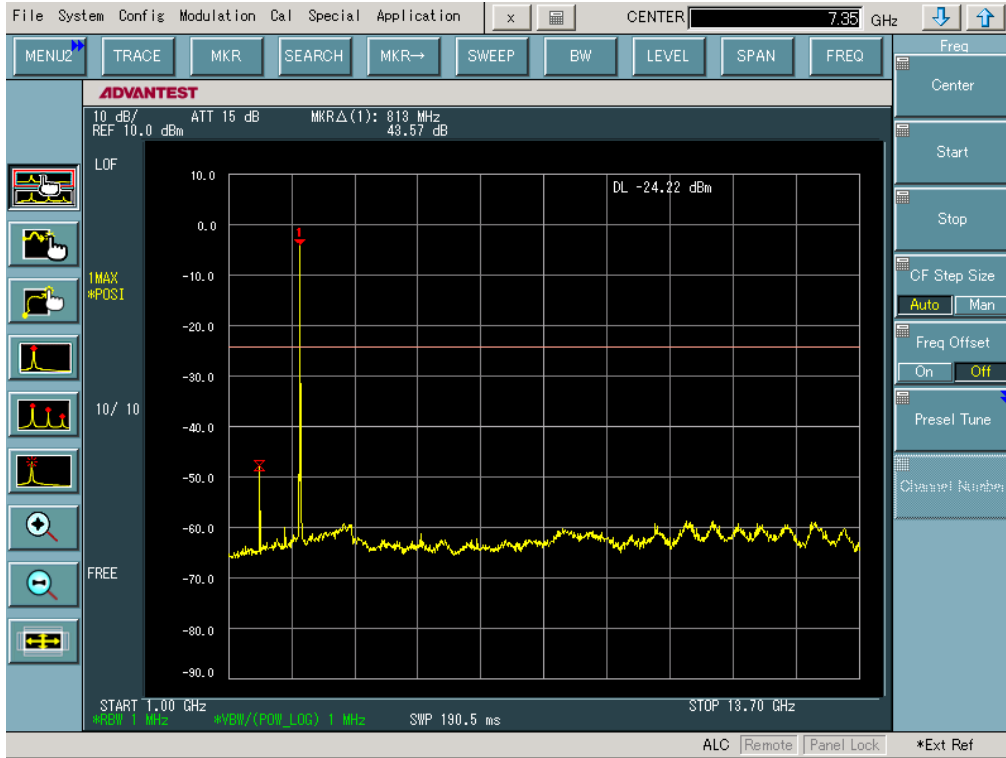 File System Config Modulation Cal Special Application x CENTER 7.35 GHz
MENU2 TRACE MKR SEARCH MKR→ SWEEP BW LEVEL SPAN FREQ
Freq
Center
Start
Stop
CF Step Size
Auto Man
Freq Offset
On Off
Presel Tune
Channel Number
ADVANTEST
10 dB/ ATT 15 dB MKR△(1): 813 MHz
REF 10.0 dBm 43.57 dB
LOF
DL -24.22 dBm
10.0
0.0
1
1MAX
*POSI
-10.0
-20.0
-30.0
10/ 10
-40.0
-50.0
-60.0
FREE
-70.0
-80.0
-90.0
START 1.00 GHz STOP 13.70 GHz
*RBW 1 MHz *VBW/(POW_LOG) 1 MHz SWP 190.5 ms
ALC Remote Panel Lock *Ext Ref